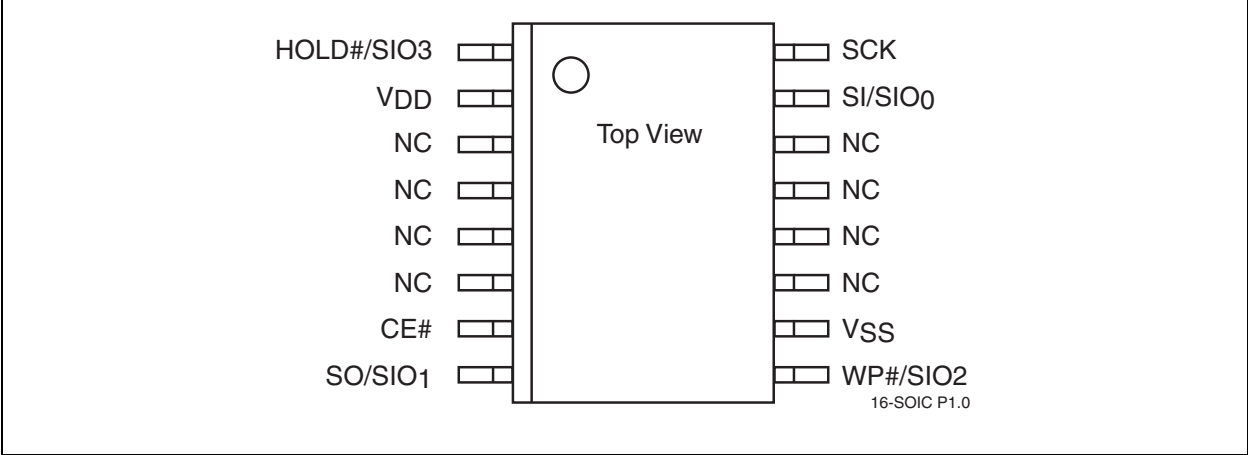 HOLD#/SIO3
VDD
NC
NC
NC
NC
CE#
SO/SIO1
Top View
SCK
SI/SIO0
NC
NC
NC
NC
VSS
WP#/SIO2
16-SOIC P1.0